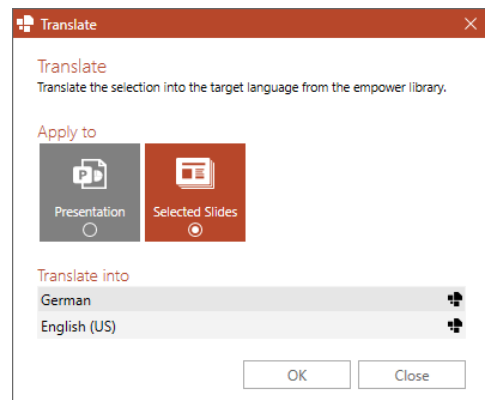 Translate
Translate
Translate the selection into the target language from the empower library.
Apply to
Presentation
Selected Slides
Translate into
German
English (US)
OK
Close